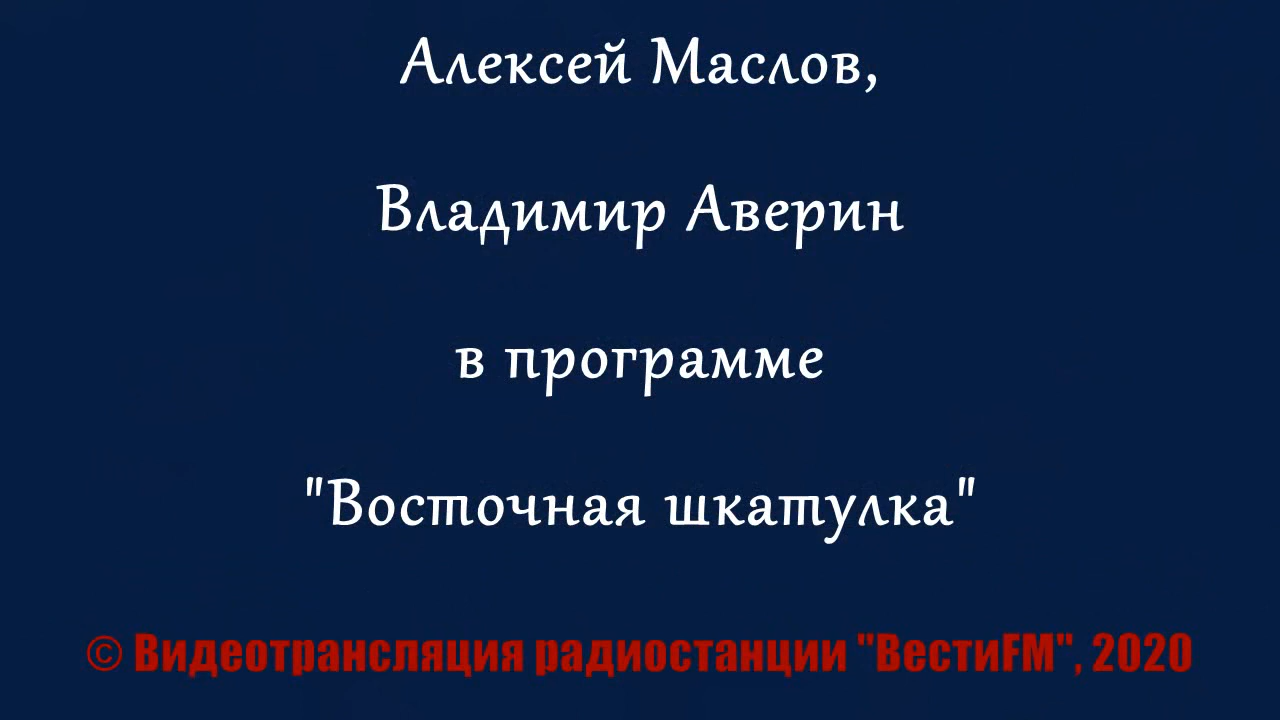 Алексей Маслов,
Владимир Аверин
в программе
"Восточная шкатулка"
© Видеотрансляция радиостанции "ВестиFM", 2020